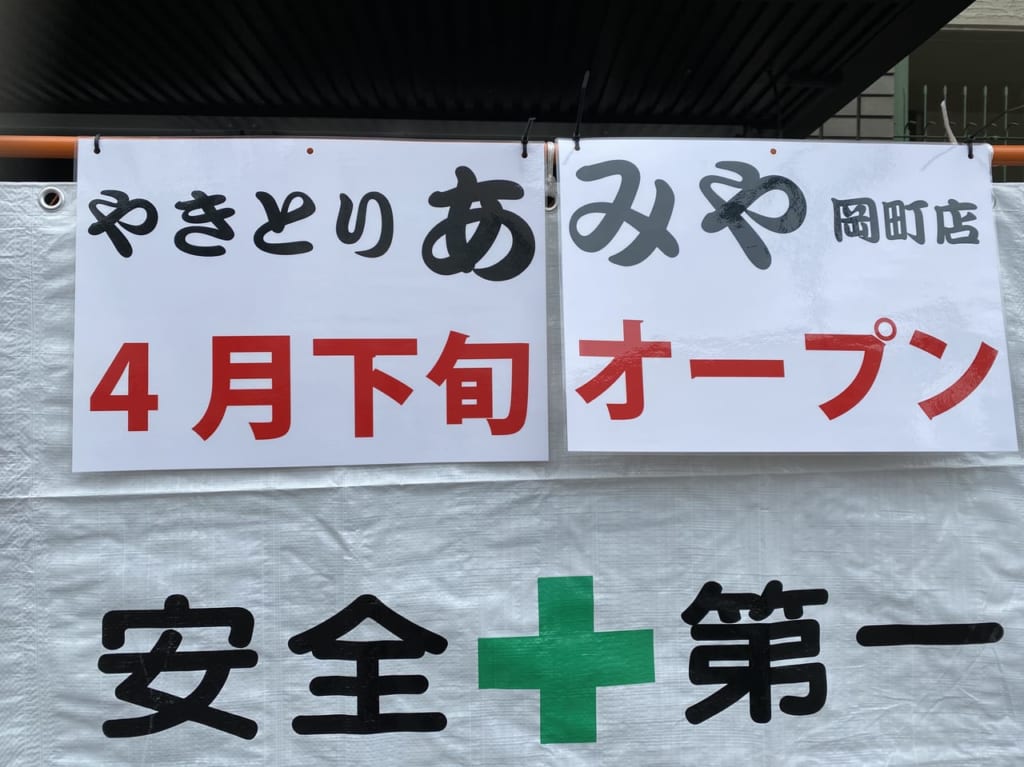 やきとりあみや 岡町店
4月下旬オープン
安全第一